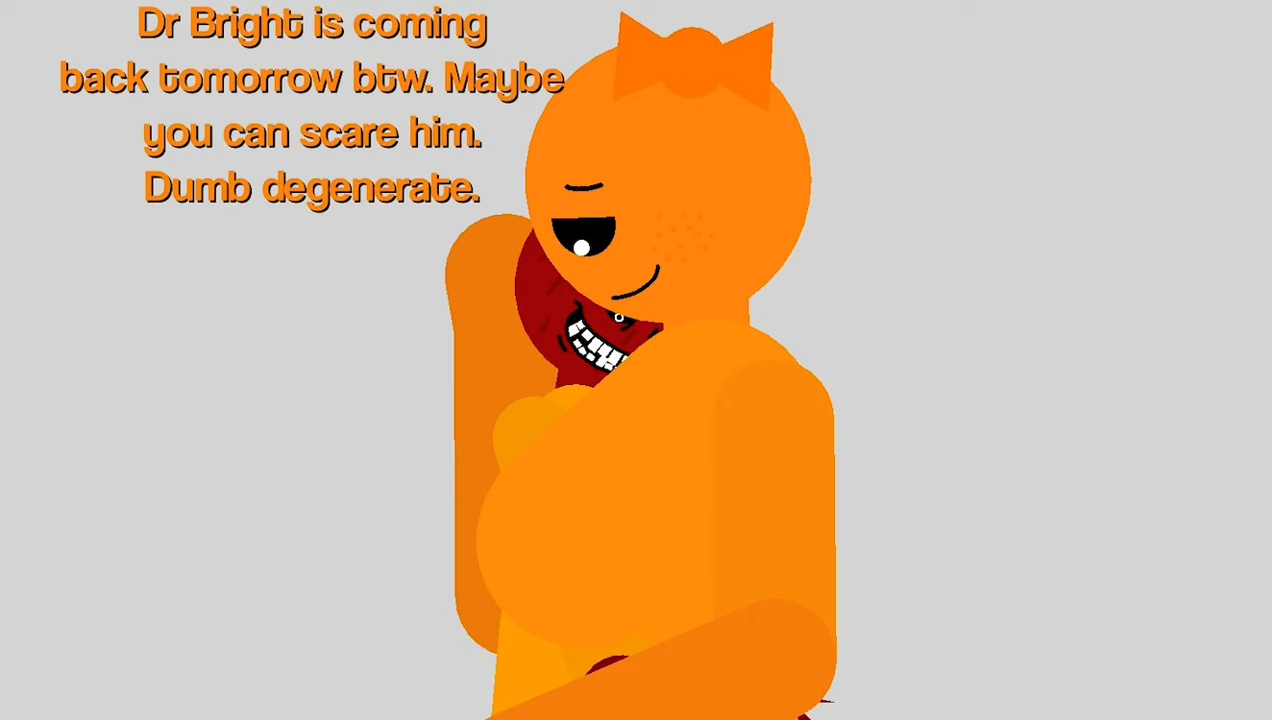 Dr Bright is coming
back tomorrow btw. Maybe
you can scare him.
Dumb degenerate.